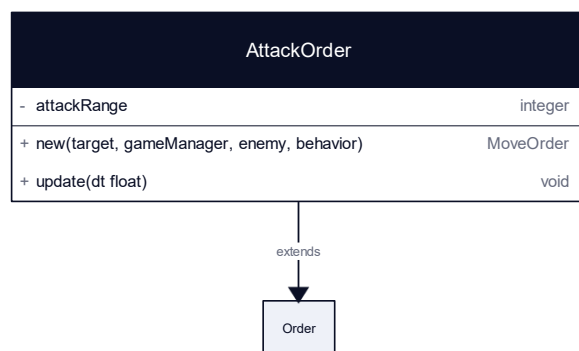 AttackOrder
- attackRange integer
+ new(target, gameManager, enemy, behavior) MoveOrder
+ update(dt float) void
extends
Order